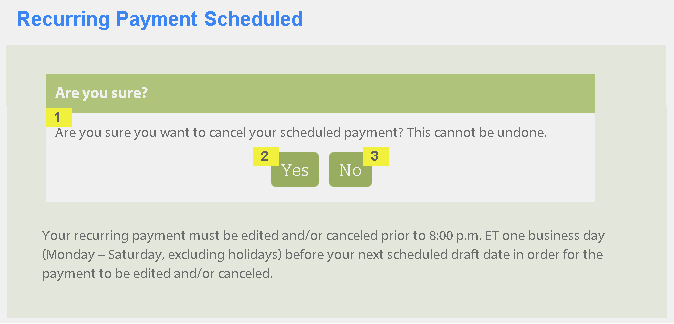 Recurring Payment Scheduled
Are you sure?
1
Are you sure you want to cancel your scheduled payment? This cannot be undone.
2
3
Yes
No
Your recurring payment must be edited and/or canceled prior to 8:00 p.m. ET one business day
(Monday – Saturday, excluding holidays) before your next scheduled draft date in order for the
payment to be edited and/or canceled.